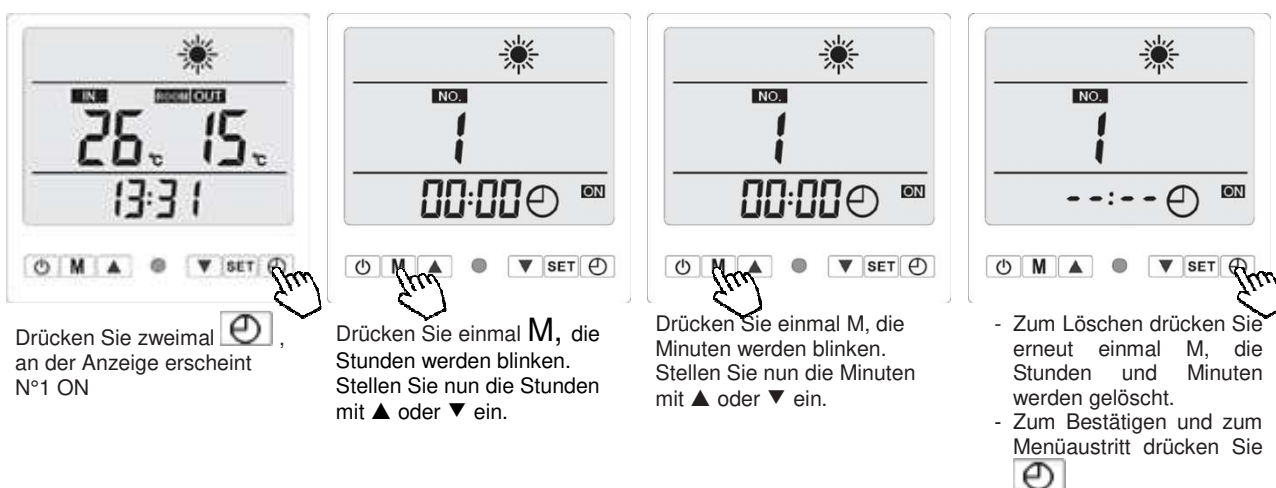 IN ROOM OUT
26 °C 15 °C
13:31
M ▲ ▼ SET
Drücken Sie zweimal ,
an der Anzeige erscheint
N°1 ON
NO.
1
00:00 ON
M ▲ ▼ SET
Drücken Sie einmal M, die
Stunden werden blinken.
Stellen Sie nun die Stunden
mit ▲ oder ▼ ein.
NO.
1
00:00 ON
M ▲ ▼ SET
Drücken Sie einmal M, die
Minuten werden blinken.
Stellen Sie nun die Minuten
mit ▲ oder ▼ ein.
NO.
1
--:-- ON
M ▲ ▼ SET
- Zum Löschen drücken Sie
erneut einmal M, die
Stunden und Minuten
werden gelöscht.
- Zum Bestätigen und zum
Menüaustritt drücken Sie